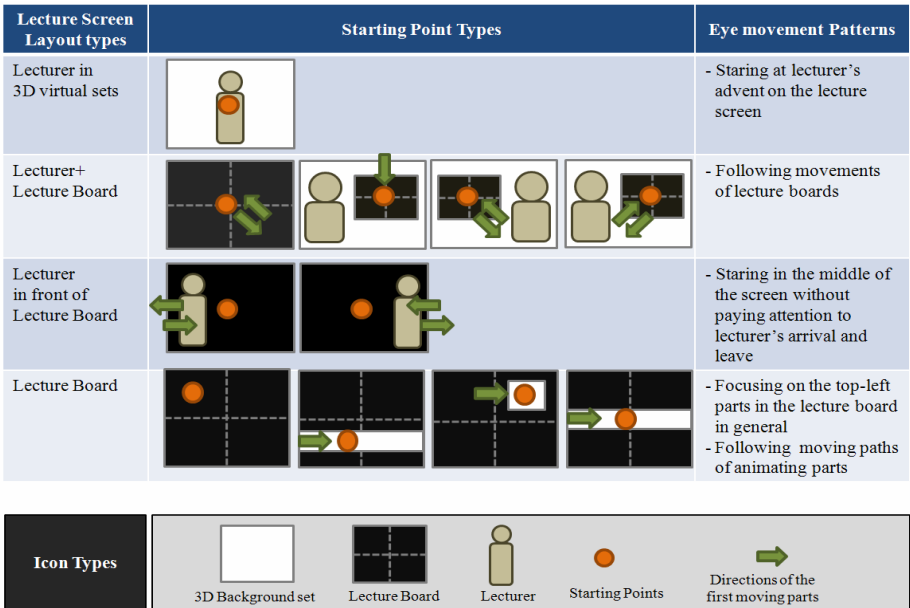 Lecture Screen
Layout types
Starting Point Types
Eye movement Patterns
Lecturer in
3D virtual sets
- Staring at lecturer's
advent on the lecture
screen
Lecturer+
Lecture Board
- Following movements
of lecture boards
Lecturer
in front of
Lecture Board
- Staring in the middle of
the screen without
paying attention to
lecturer's arrival and
leave
Lecture Board
- Focusing on the top-left
parts in the lecture board
in general
- Following moving paths
of animating parts
Icon Types
3D Background set
Lecture Board
Lecturer
Starting Points
Directions of the
first moving parts